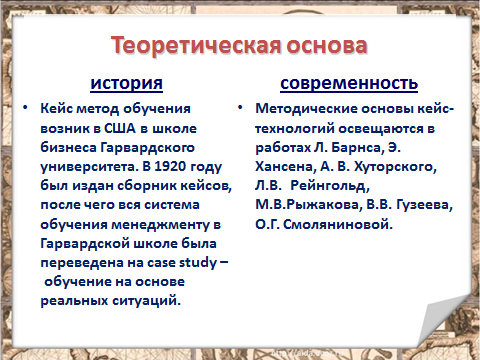 Теоретическая основа
история
• Кейс метод обучения
возник в США в школе
бизнеса Гарвардского
университета. В 1920 году
был издан сборник кейсов,
после чего вся система
обучения менеджменту в
Гарвардской школе была
переведена на case study –
обучение на основе
реальных ситуаций.
современность
• Методические основы кейс-
технологий освещаются в
работах Л. Барнса, Э.
Хансена, А. В. Хуторского,
Л.В. Рейнгольд,
М.В.Рыжакова, В.В. Гузеева,
О.Г. Смоляниновой.